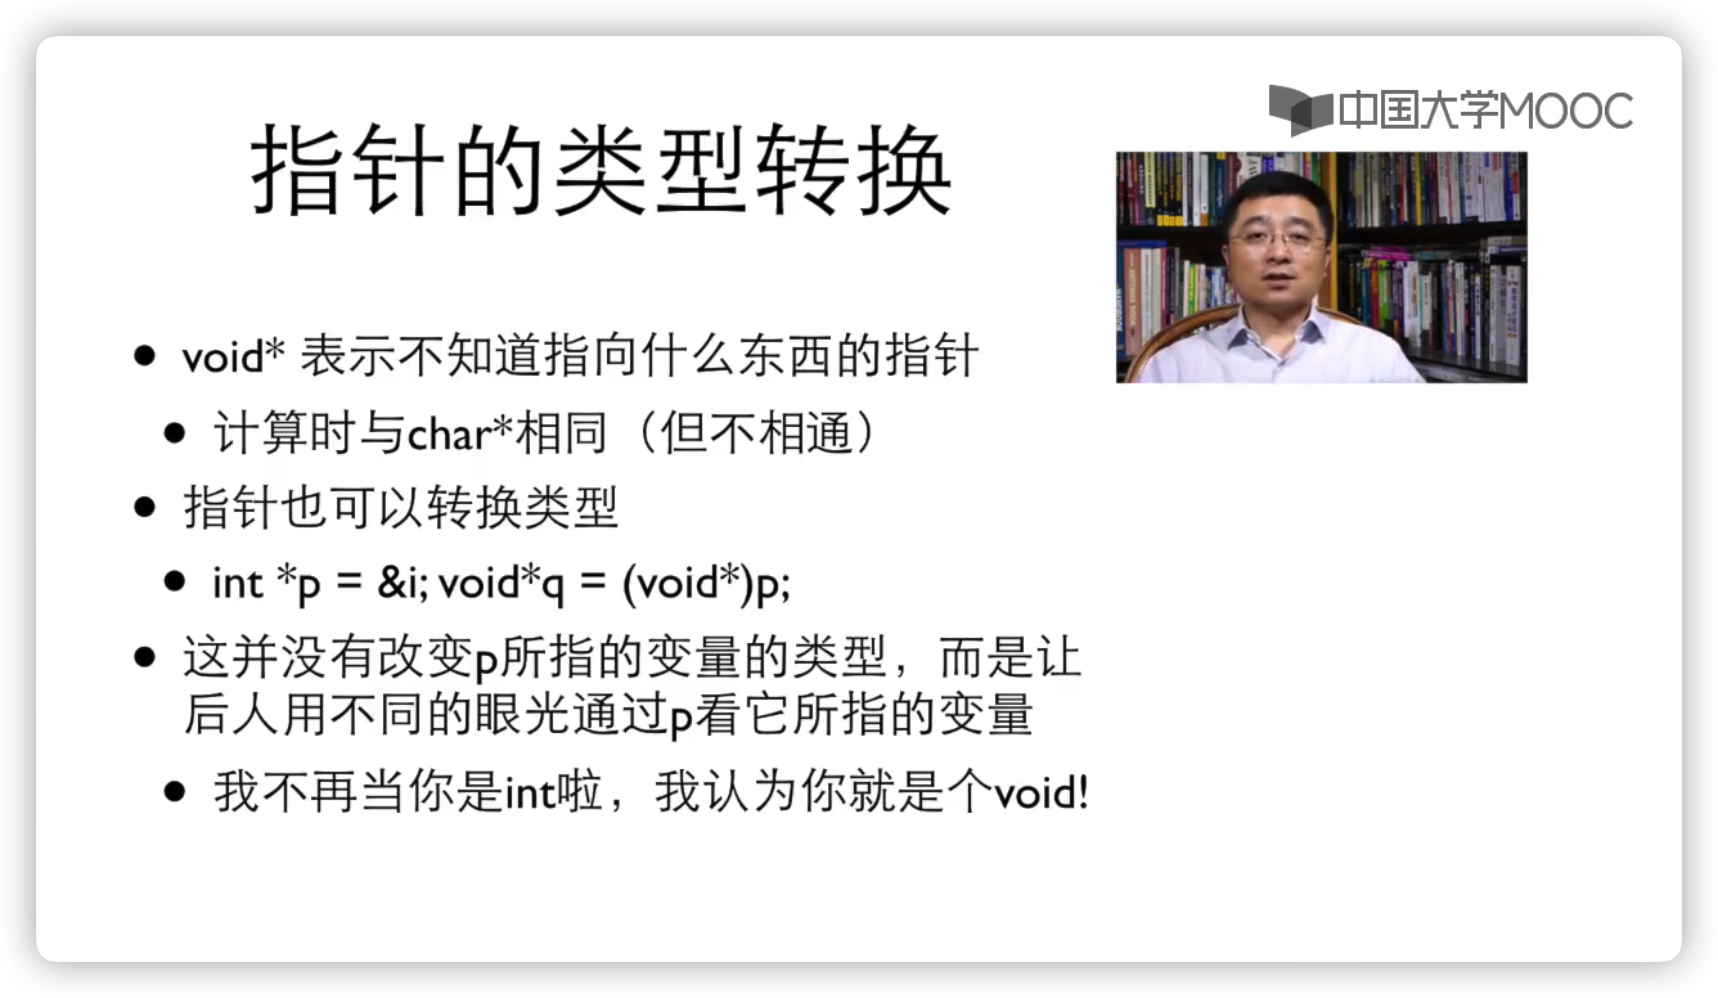 中国大学MOOC
指针的类型转换
void* 表示不知道指向什么东西的指针
计算时与char*相同（但不相通）
指针也可以转换类型
int *p = &i; void*q = (void*)p;
这并没有改变p所指的变量的类型，而是让
后人用不同的眼光通过p看它所指的变量
我不再当你是int啦，我认为你就是个void!